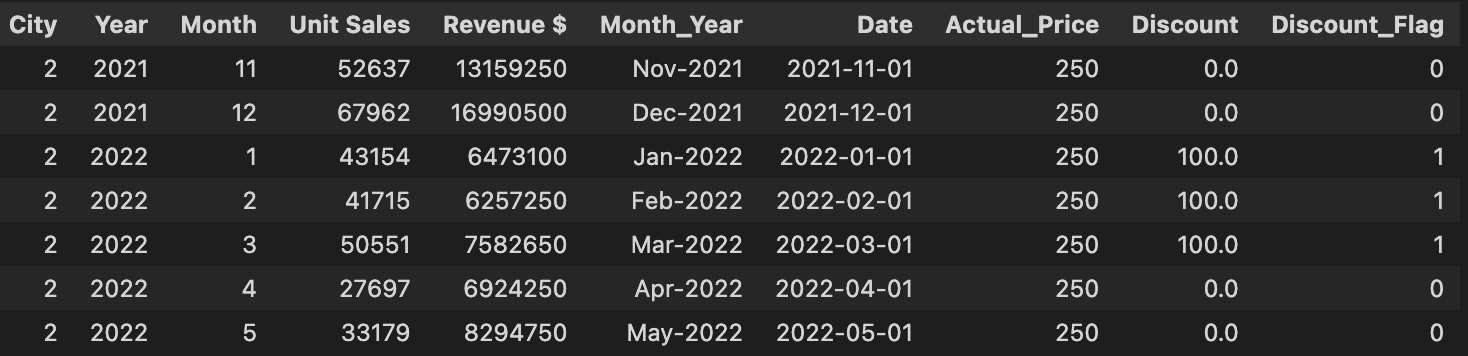 City Year Month Unit Sales Revenue $ Month_Year Date Actual_Price Discount Discount_Flag
2 2021 11 52637 13159250 Nov-2021 2021-11-01 250 0.0 0
2 2021 12 67962 16990500 Dec-2021 2021-12-01 250 0.0 0
2 2022 1 43154 6473100 Jan-2022 2022-01-01 250 100.0 1
2 2022 2 41715 6257250 Feb-2022 2022-02-01 250 100.0 1
2 2022 3 50551 7582650 Mar-2022 2022-03-01 250 100.0 1
2 2022 4 27697 6924250 Apr-2022 2022-04-01 250 0.0 0
2 2022 5 33179 8294750 May-2022 2022-05-01 250 0.0 0